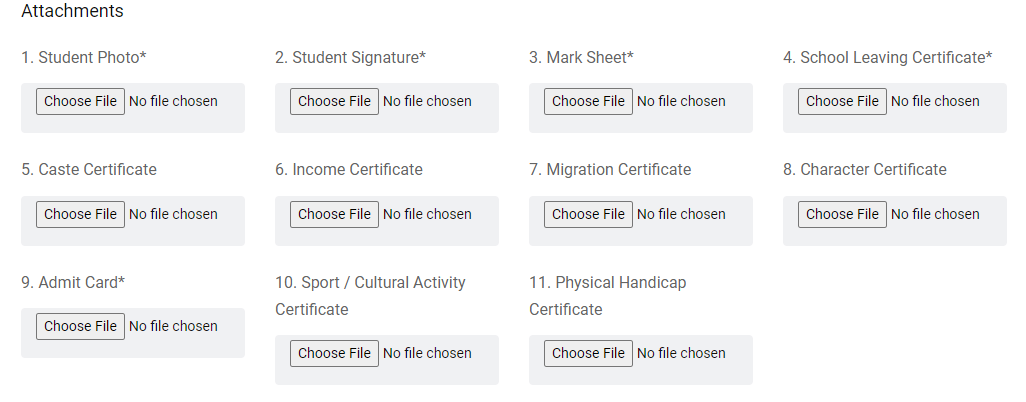 Attachments
1. Student Photo*
2. Student Signature*
3. Mark Sheet*
4. School Leaving Certificate*
Choose File No file chosen
Choose File No file chosen
Choose File No file chosen
Choose File No file chosen
5. Caste Certificate
6. Income Certificate
7. Migration Certificate
8. Character Certificate
Choose File No file chosen
Choose File No file chosen
Choose File No file chosen
Choose File No file chosen
9. Admit Card*
10. Sport / Cultural Activity
Certificate
11. Physical Handicap
Certificate
Choose File No file chosen
Choose File No file chosen
Choose File No file chosen